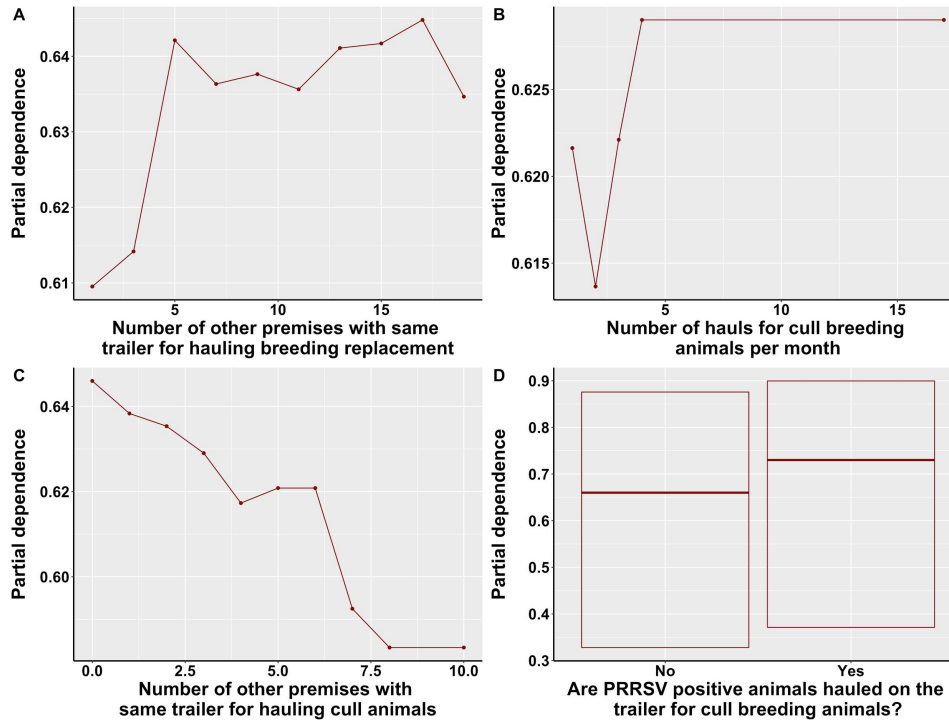 A
Partial dependence
0.64
0.63
0.62
0.61
5
10
15
Number of other premises with same
trailer for hauling breeding replacement
B
Partial dependence
0.625
0.620
0.615
5
10
15
Number of hauls for cull breeding
animals per month
C
Partial dependence
0.64
0.62
0.60
0.0
2.5
5.0
7.5
10.0
Number of other premises with
same trailer for hauling cull animals
D
Partial dependence
0.9
0.8
0.7
0.6
0.5
0.4
0.3
No
Yes
Are PRRSV positive animals hauled on the
trailer for cull breeding animals?